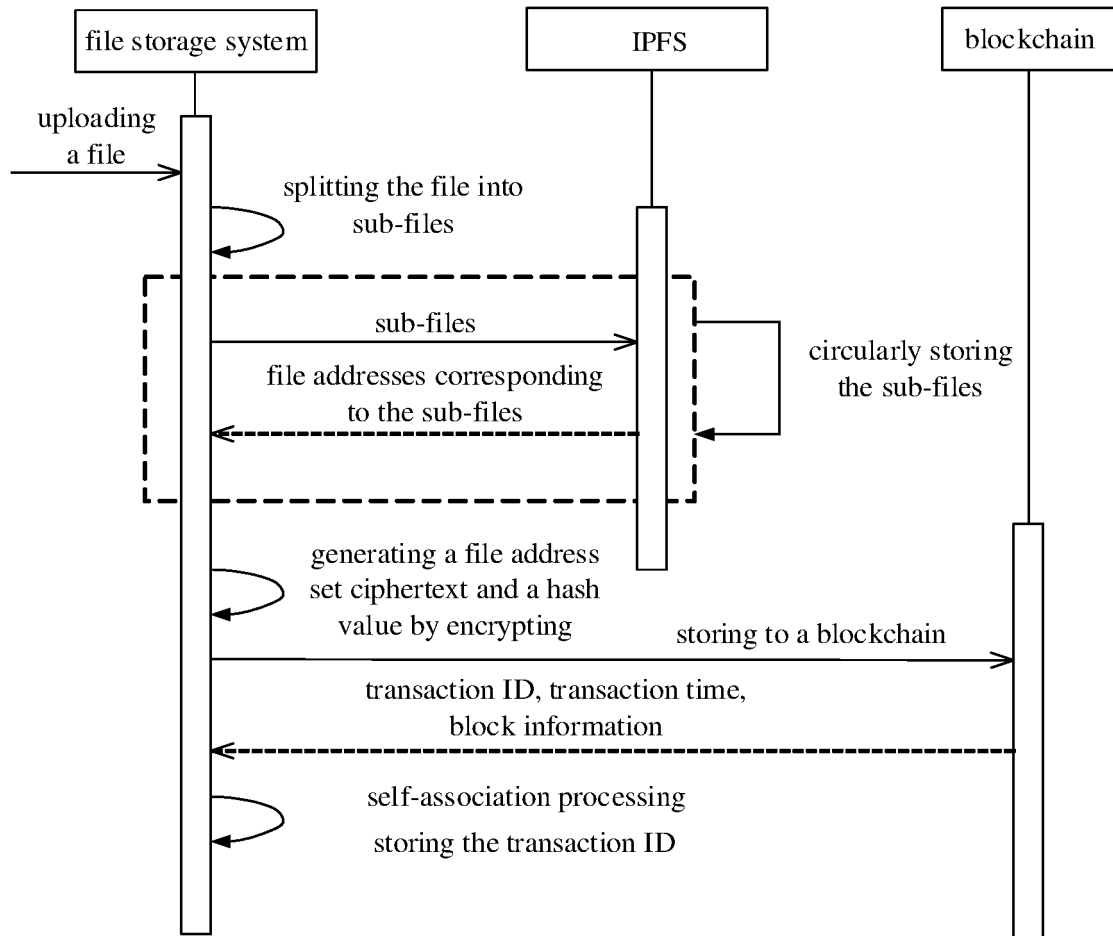 file storage system
IPFS
blockchain
uploading
a file
splitting the file into
sub-files
sub-files
file addresses corresponding
to the sub-files
circularly storing
the sub-files
generating a file address
set ciphertext and a hash
value by encrypting
storing to a blockchain
transaction ID, transaction time,
block information
self-association processing
storing the transaction ID